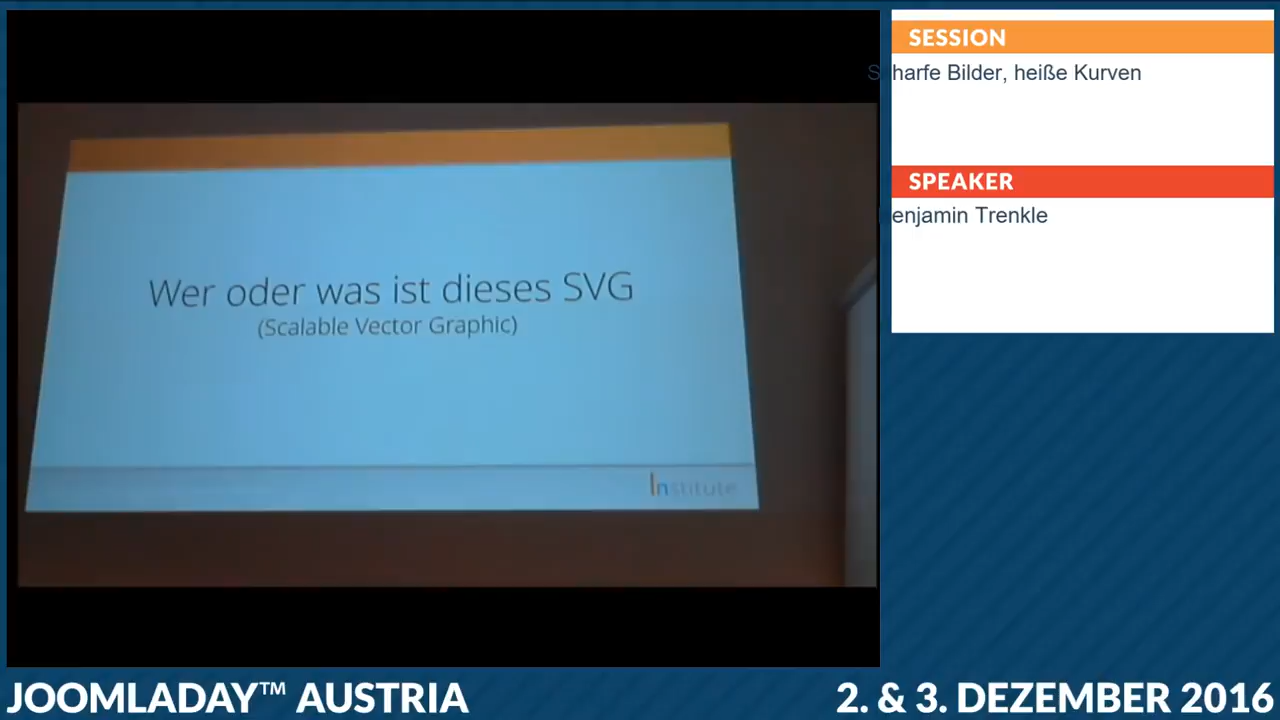 SESSION
Scharfe Bilder, heiße Kurven
SPEAKER
Benjamin Trenkle
Wer oder was ist dieses SVG
(Scalable Vector Graphic)
Institute
JOOMLADAY™ AUSTRIA
2. & 3. DEZEMBER 2016